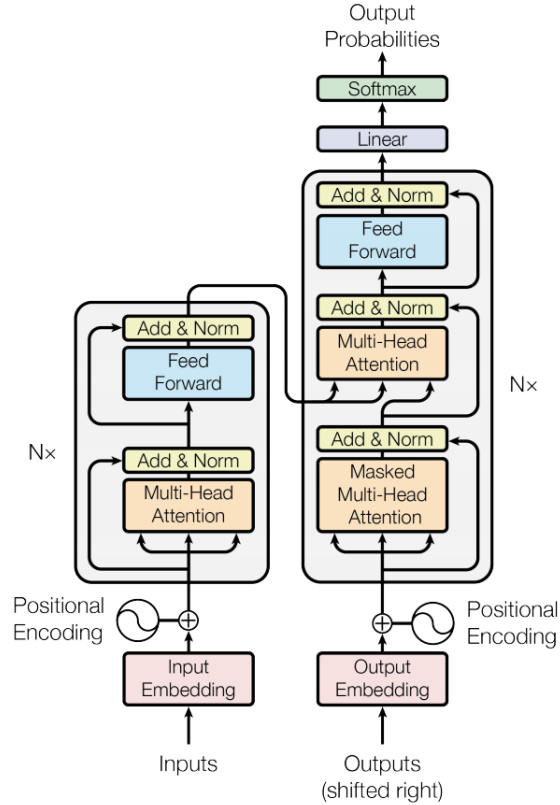 Output
Probabilities
Softmax
Linear
Add & Norm
Feed
Forward
Add & Norm
Multi-Head
Attention
Add & Norm
Masked
Multi-Head
Attention
N×
Add & Norm
Feed
Forward
Add & Norm
Multi-Head
Attention
N×
Positional
Encoding
Positional
Encoding
Input
Embedding
Output
Embedding
Inputs
Outputs
(shifted right)